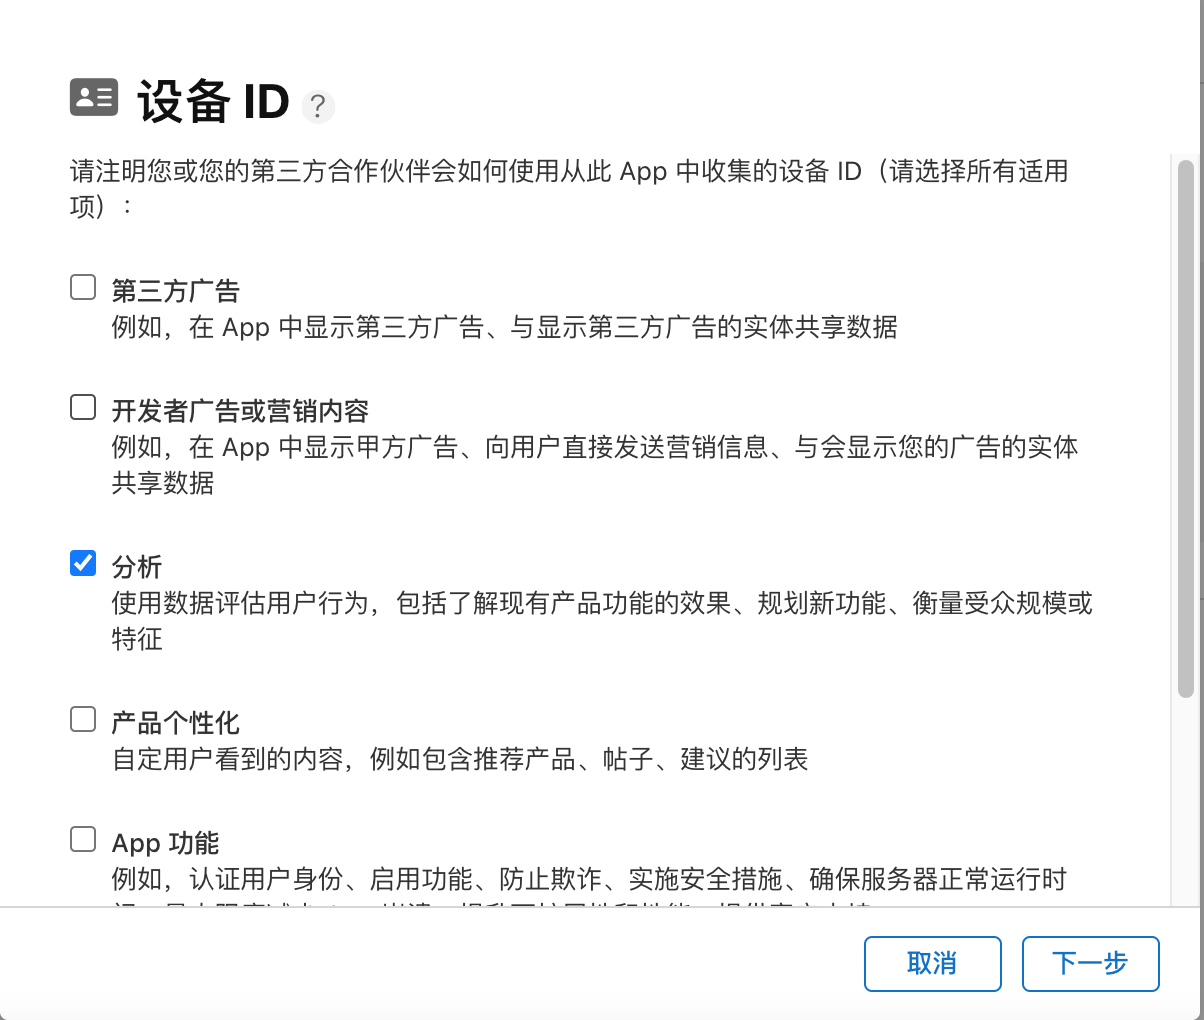 设备 ID ?
请注明您或您的第三方合作伙伴会如何使用从此 App 中收集的设备 ID（请选择所有适用
项）：
第三方广告
例如，在 App 中显示第三方广告、与显示第三方广告的实体共享数据
开发者广告或营销内容
例如，在 App 中显示甲方广告、向用户直接发送营销信息、与会显示您的广告的实体
共享数据
分析
使用数据评估用户行为，包括了解现有产品功能的效果、规划新功能、衡量受众规模或
特征
产品个性化
自定用户看到的内容，例如包含推荐产品、帖子、建议的列表
App 功能
例如，认证用户身份、启用功能、防止欺诈、实施安全措施、确保服务器正常运行时
取消
下一步